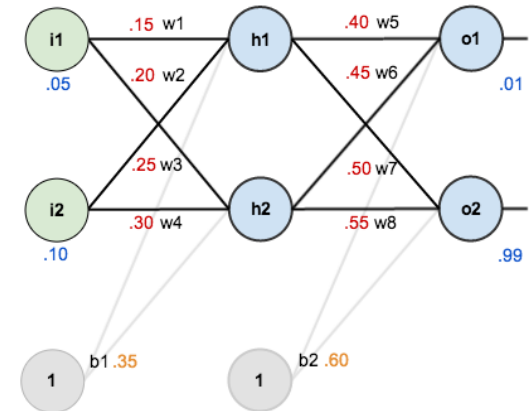 .15 w1
.40 w5
i1
h1
o1
.20 w2
.45 w6
.05
.01
.25 w3
.50 w7
i2
h2
o2
.30 w4
.55 w8
.10
.99
b1 .35
b2 .60
1
1